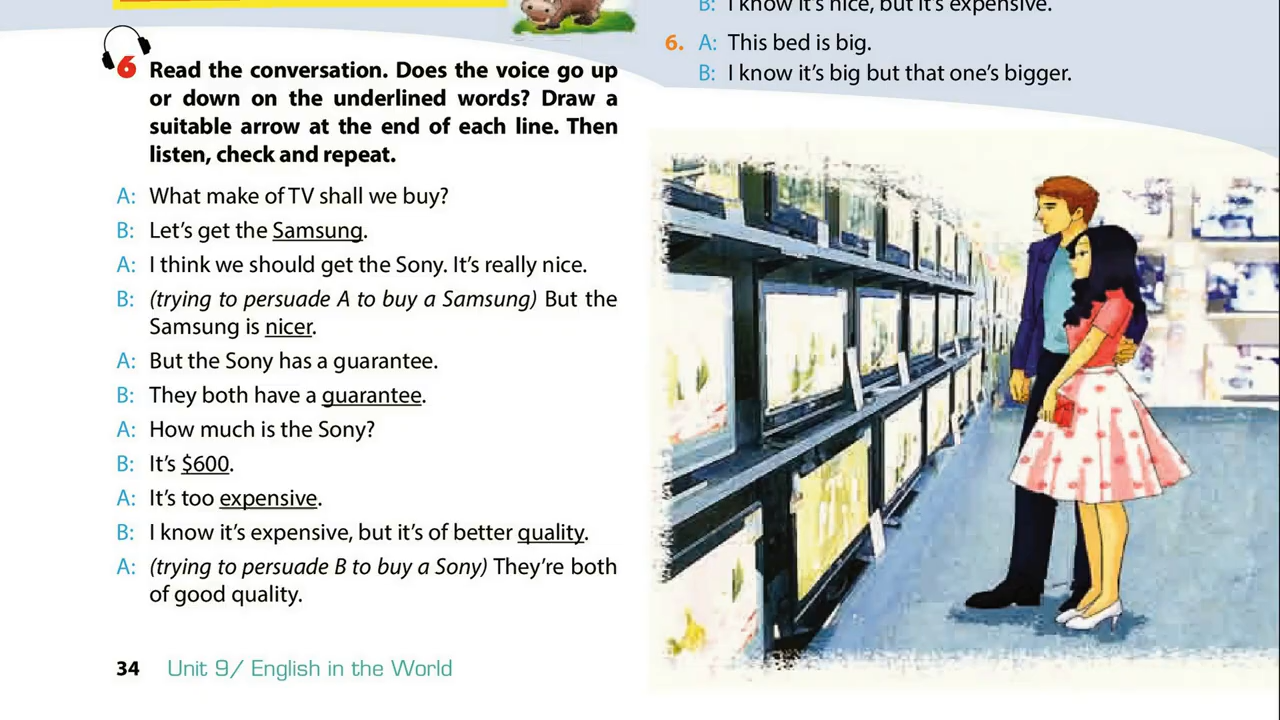 6 Read the conversation. Does the voice go up
or down on the underlined words? Draw a
suitable arrow at the end of each line. Then
listen, check and repeat.
A: What make of TV shall we buy?
B: Let's get the Samsung.
A: I think we should get the Sony. It's really nice.
B: (trying to persuade A to buy a Samsung) But the
Samsung is nicer.
A: But the Sony has a guarantee.
B: They both have a guarantee.
A: How much is the Sony?
B: It's $600.
A: It's too expensive.
B: I know it's expensive, but it's of better quality.
A: (trying to persuade B to buy a Sony) They're both
of good quality.
34 Unit 9/ English in the World
B: I know it's nice, but it's expensive.
6. A: This bed is big.
B: I know it's big but that one's bigger.